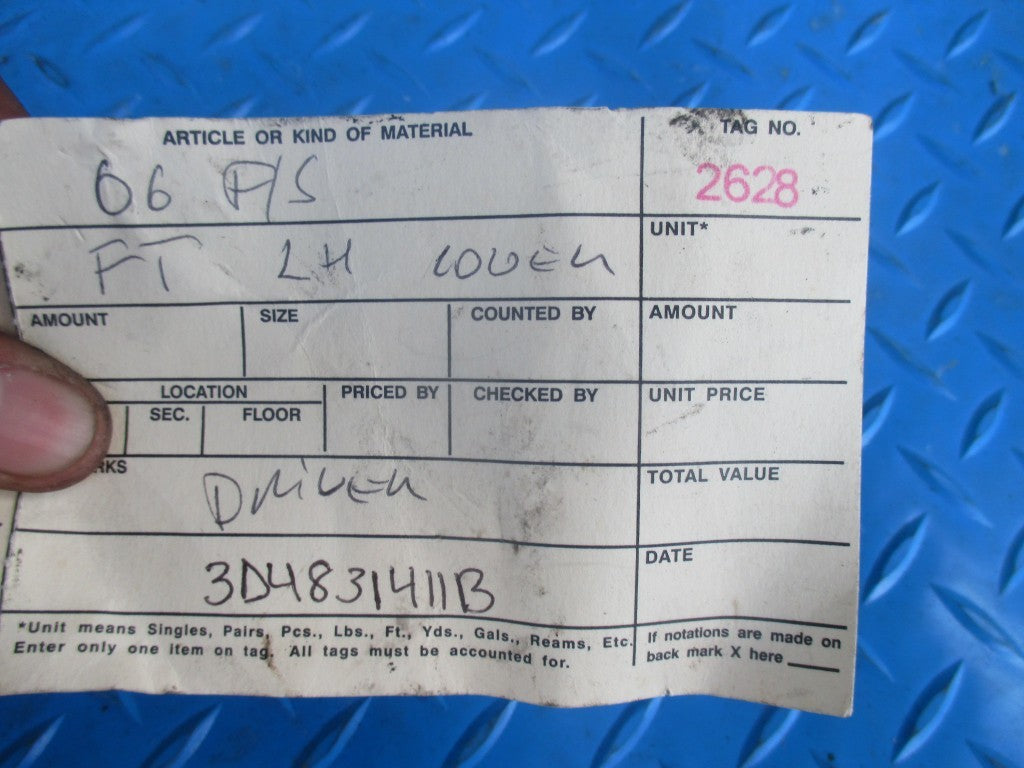 ARTICLE OR KIND OF MATERIAL
TAG NO.
06 F/S
2628
FT LH LOWER
UNIT*
AMOUNT
SIZE
COUNTED BY
AMOUNT
LOCATION
PRICED BY
CHECKED BY
UNIT PRICE
SEC.
FLOOR
RKS
DRIVER
TOTAL VALUE
3D4831411B
DATE
*Unit means Singles, Pairs, Pcs., Lbs., Ft., Yds., Gals., Reams, Etc.
Enter only one item on tag. All tags must be accounted for.
If notations are made on
back mark X here